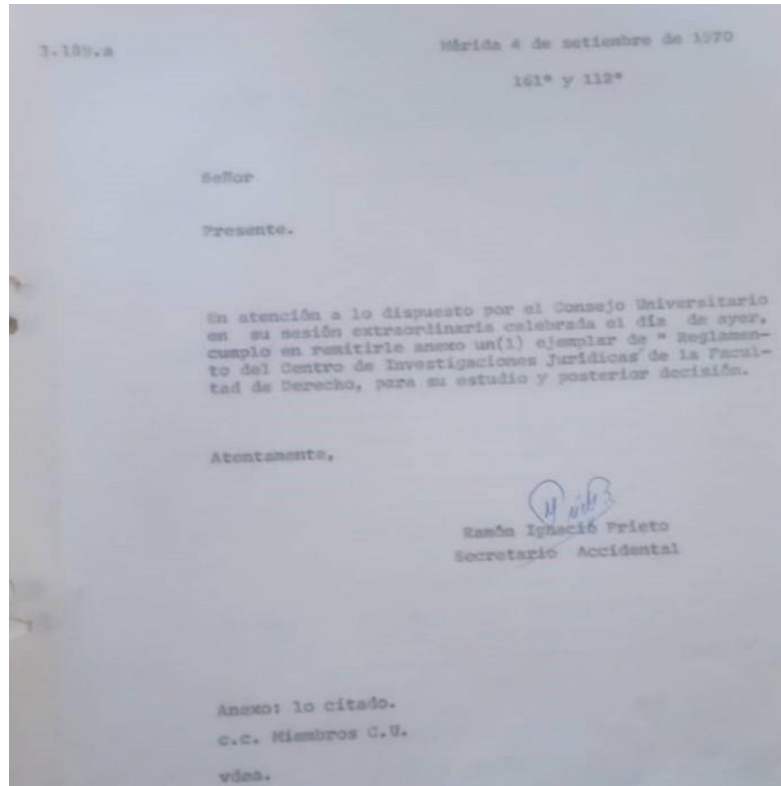 3.189.a
Mérida 4 de setiembre de 1970
161° y 112°
Señor
Presente.
En atención a lo dispuesto por el Consejo Universitario
en su sesión extraordinaria celebrada el día de ayer,
cumplo en remitirle anexo un(1) ejemplar de " Reglamen-
to del Centro de Investigaciones Jurídicas de la Facul-
tad de Derecho, para su estudio y posterior decisión.
Atentamente,
Ramón Ignacio Prieto
Secretario Accidental
Anexo: lo citado.
c.c. Miembros C.U.
vdea.